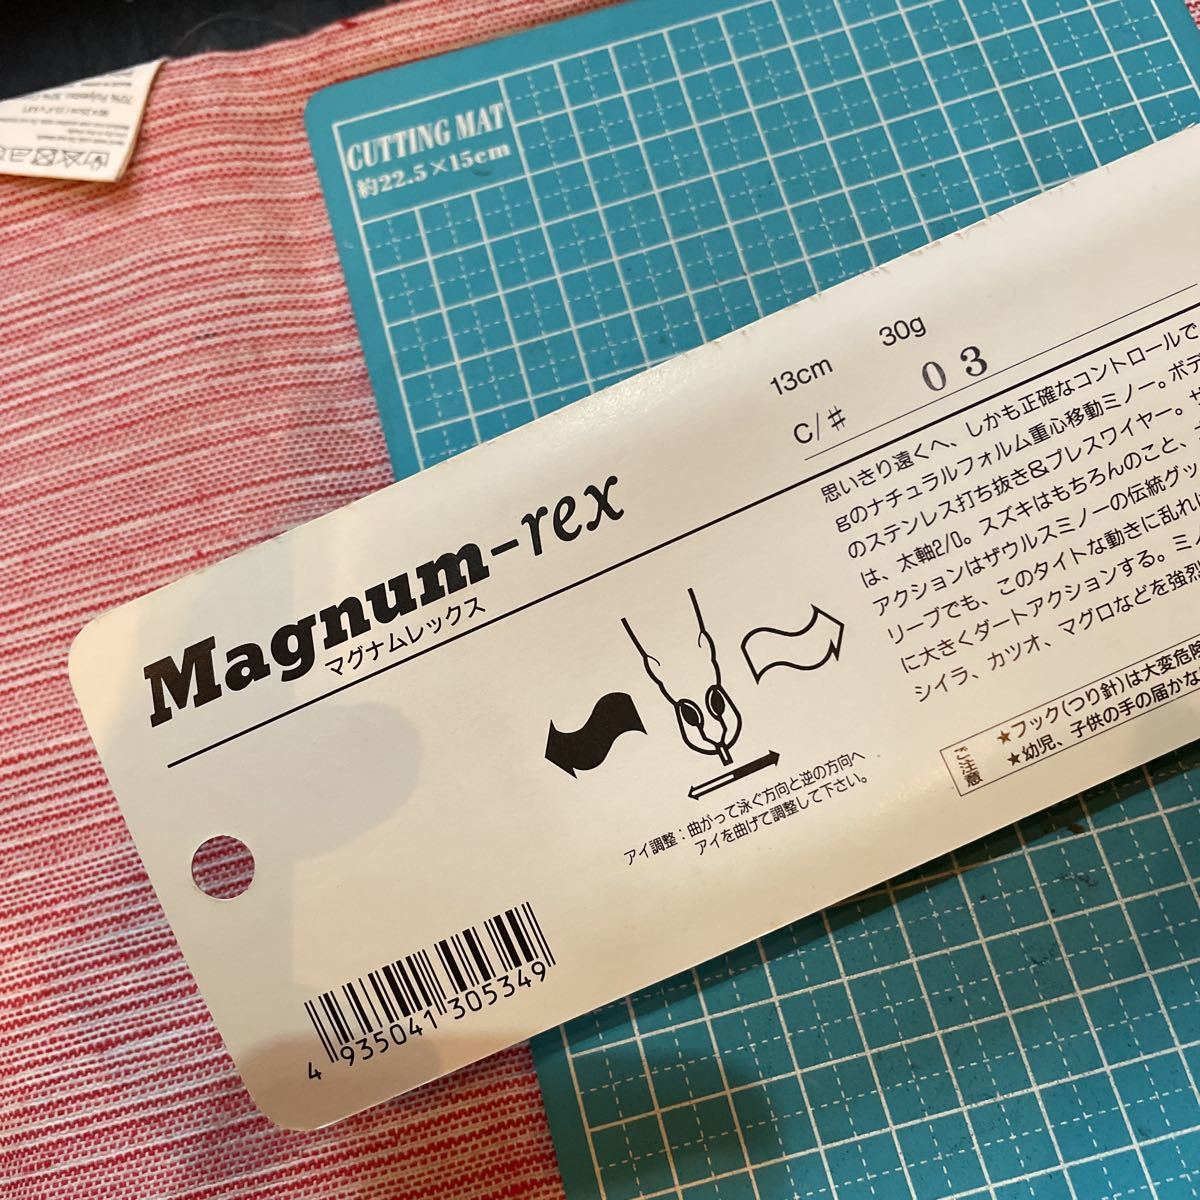 CUTTING MAT
約22.5×15cm
70% Polyester, 30%
13cm 30g
C/# 03
Magnum-rex
マグナムレックス
思いきり遠くへ、しかも正確なコントロールで
gのナチュラルフォルム重心移動ミノー。ボデ
のステンレス打ち抜き&プレスワイヤー。サ
は、太軸2/0。スズキはもちろんのこと、
アクションはザウルスミノーの伝統グッ
リーブでも、このタイトな動きに乱れ
に大きくダートアクションする。ミノ
シイラ、カツオ、マグロなどを強烈
ご注意
★フック(つり針)は大変危険
★幼児、子供の手の届かな
アイ調整：曲がって泳ぐ方向と逆の方向へ
アイを曲げて調整して下さい。
4 935041 305349